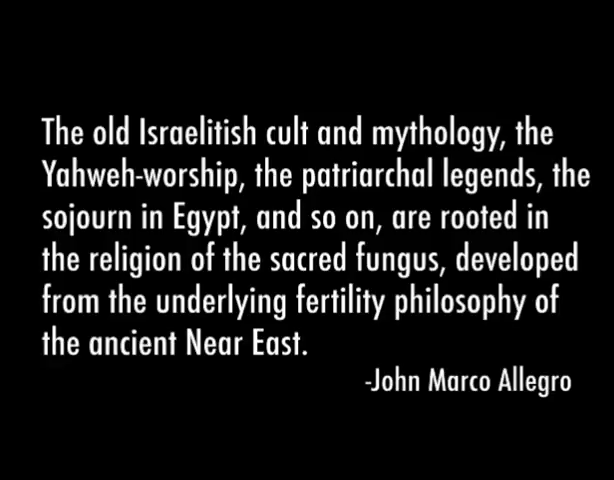 The old Israelitish cult and mythology, the
Yahweh-worship, the patriarchal legends, the
sojourn in Egypt, and so on, are rooted in
the religion of the sacred fungus, developed
from the underlying fertility philosophy of
the ancient Near East.
-John Marco Allegro